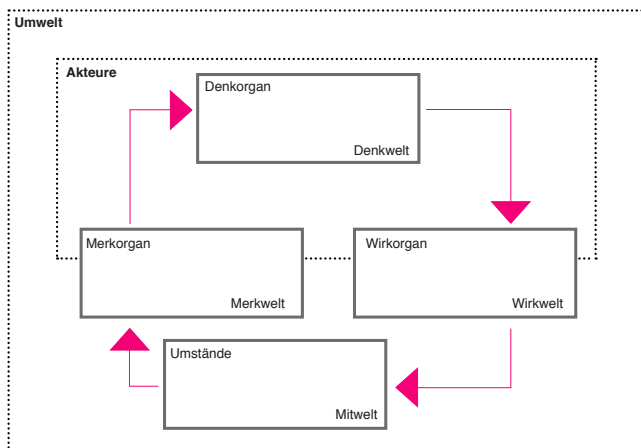 Umwelt
Akteure
Denkorgan
Denkwelt
Merkorgan
Merkwelt
Wirkorgan
Wirkwelt
Umstände
Mitwelt